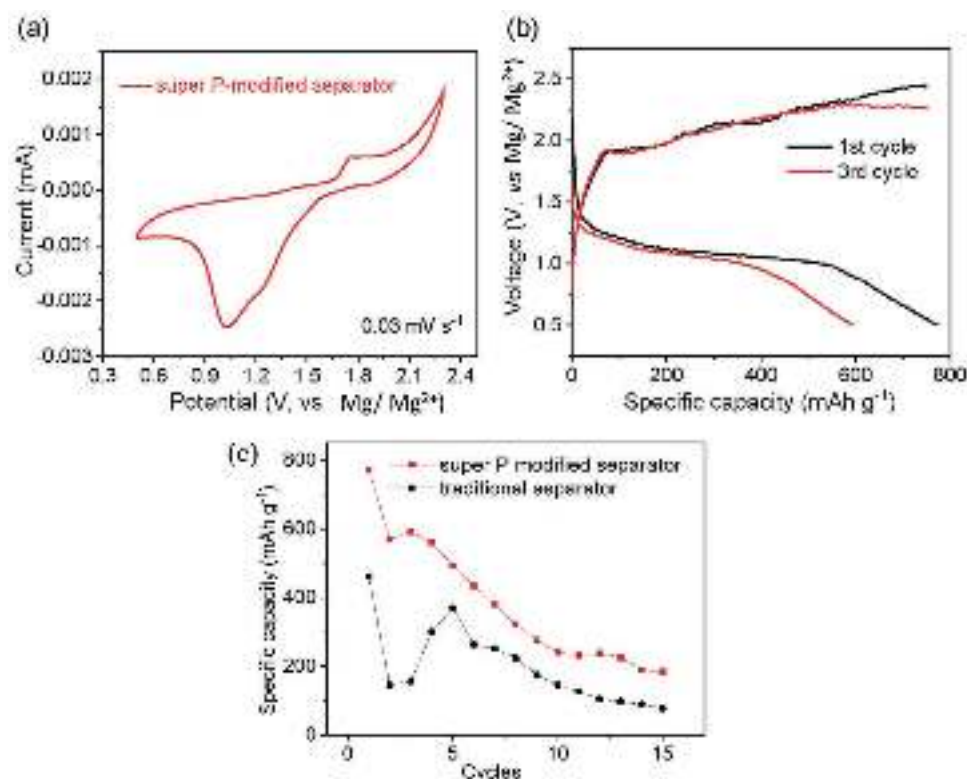 (a)
0.002
0.001
0.000
-0.001
-0.002
-0.003
Current (mA)
super P-modified separator
0.03 mV s⁻¹
0.3 0.6 0.9 1.2 1.5 1.8 2.1 2.4
Potential (V, vs Mg/ Mg²⁺)
(b)
2.5
2.0
1.5
1.0
0.5
Voltage (V, vs Mg/ Mg²⁺)
1st cycle
3rd cycle
0 200 400 600 800
Specific capacity (mAh g⁻¹)
(c)
800
600
400
200
0
Specific capacity (mAh g⁻¹)
super P modified separator
traditional separator
0 5 10 15
Cycles